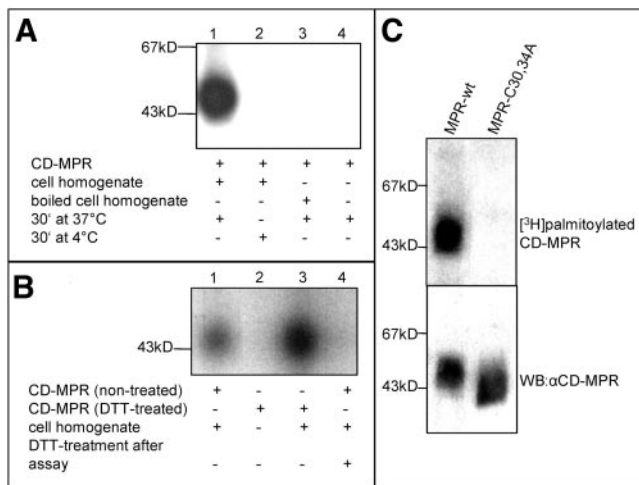 A
1 2 3 4
67kD
43kD
CD-MPR + + + +
cell homogenate + + - -
boiled cell homogenate - - + -
30‘ at 37°C + - + +
30‘ at 4°C - + - -
B
1 2 3 4
43kD
CD-MPR (non-treated) + - - +
CD-MPR (DTT-treated) - + + -
cell homogenate + - + +
DTT-treatment after
assay - - - +
C
MPR-wt
MPR-C30,34A
67kD
43kD
[³H]palmitoylated
CD-MPR
67kD
43kD
WB:αCD-MPR